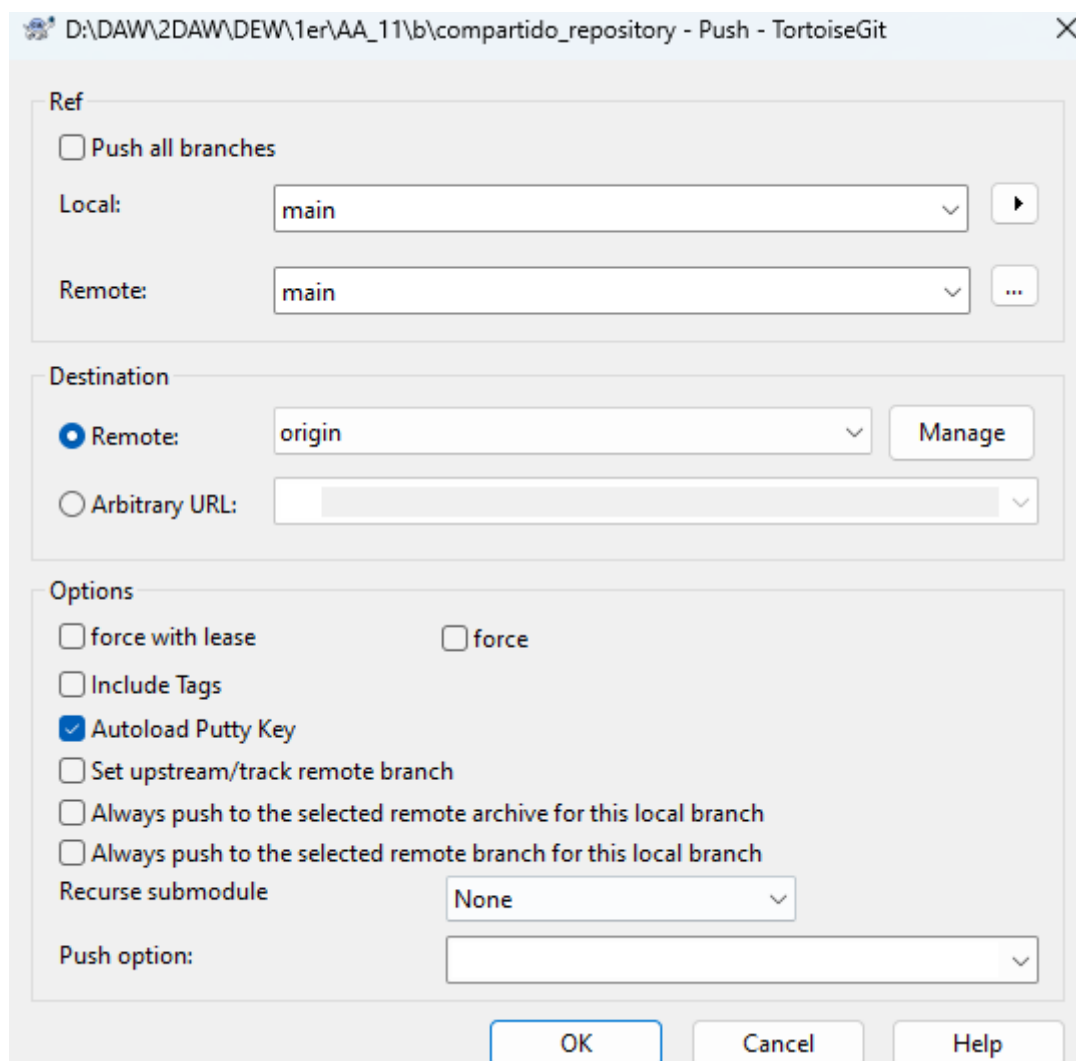 D:\DAW\2DAW\DEW\1er\AA_11\b\compartido_repository - Push - TortoiseGit
Ref
Push all branches
Local: main
Remote: main ...
Destination
Remote: origin Manage
Arbitrary URL:
Options
force with lease force
Include Tags
Autoload Putty Key
Set upstream/track remote branch
Always push to the selected remote archive for this local branch
Always push to the selected remote branch for this local branch
Recurse submodule None
Push option:
OK Cancel Help